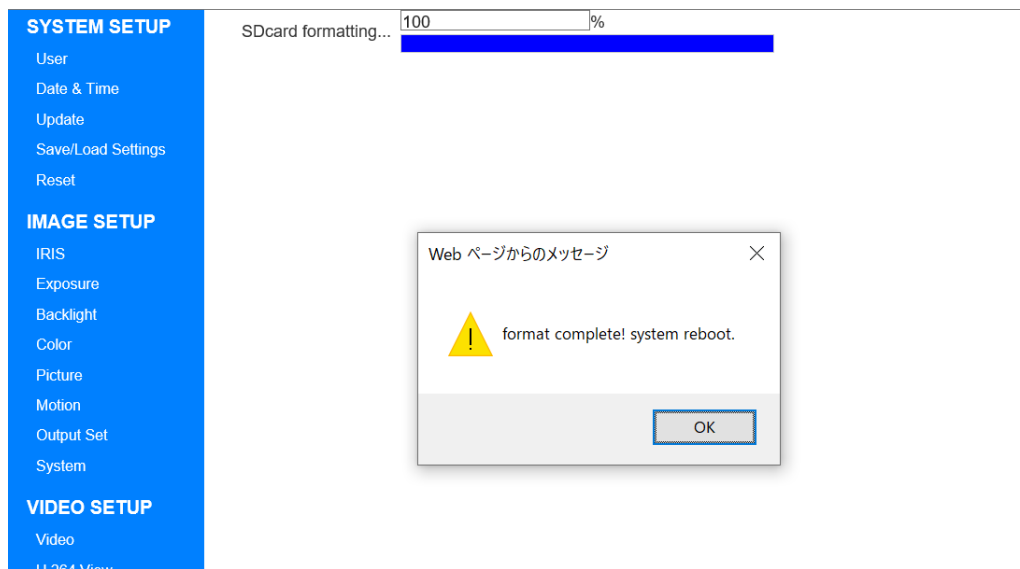 SYSTEM SETUP
User
Date & Time
Update
Save/Load Settings
Reset
IMAGE SETUP
IRIS
Exposure
Backlight
Color
Picture
Motion
Output Set
System
VIDEO SETUP
Video
H.264 View
SDcard formatting...
100
%
Web ページからのメッセージ
format complete! system reboot.
OK